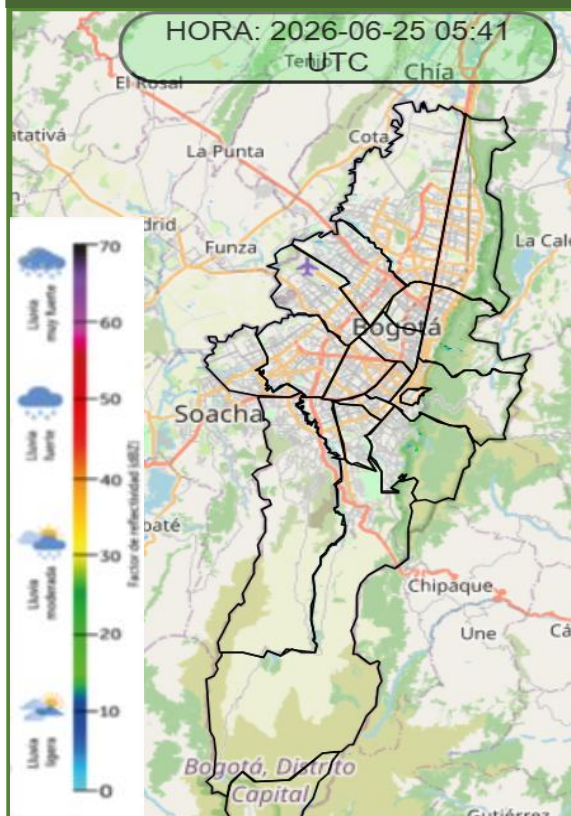 HORA: 2026-06-25 05:41
UTC
Tenjo
Chía
El Rosal
atativá
Cota
La Punta
drid
Funza
La Cale
Bogotá
Soacha
baté
Chipaque
Une
Cá
Bogotá, Distrito
Capital
Gutiérrez
70
60
50
40
30
20
10
0
Factor de reflectividad (dBZ)
Lluvia
muy fuerte
Lluvia
fuerte
Lluvia
moderada
Lluvia
ligera